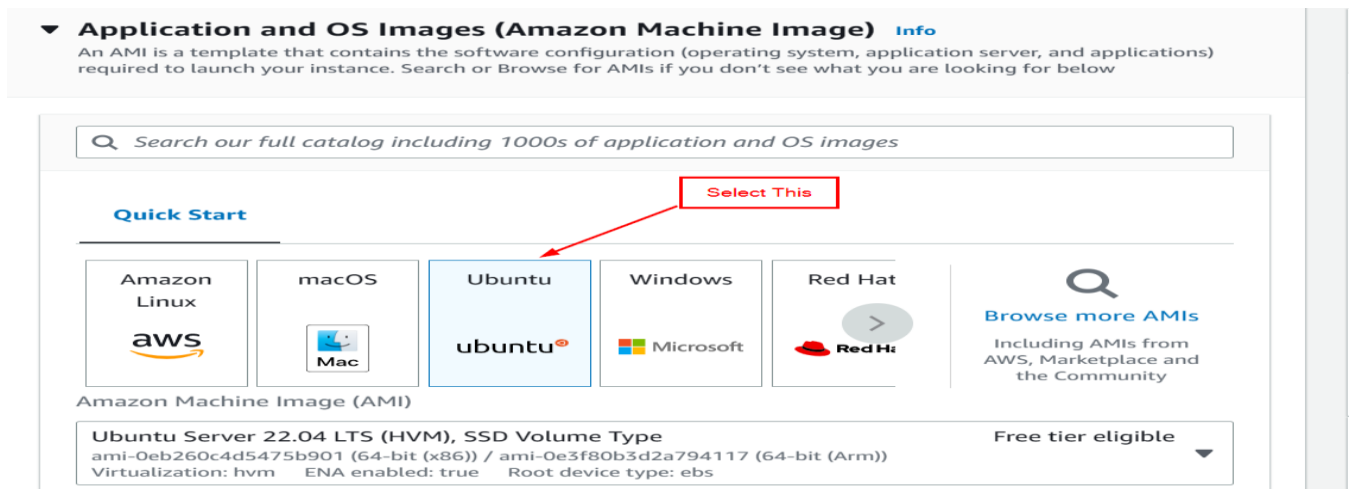 Application and OS Images (Amazon Machine Image) Info
An AMI is a template that contains the software configuration (operating system, application server, and applications)
required to launch your instance. Search or Browse for AMIs if you don't see what you are looking for below
Search our full catalog including 1000s of application and OS images
Select This
Quick Start
Amazon
Linux
aws
macOS
Mac
Ubuntu
ubuntu
Windows
Microsoft
Red Hat
Red Ha
Browse more AMIs
Including AMIs from
AWS, Marketplace and
the Community
Amazon Machine Image (AMI)
Ubuntu Server 22.04 LTS (HVM), SSD Volume Type Free tier eligible
ami-0eb260c4d5475b901 (64-bit (x86)) / ami-0e3f80b3d2a794117 (64-bit (Arm))
Virtualization: hvm ENA enabled: true Root device type: ebs